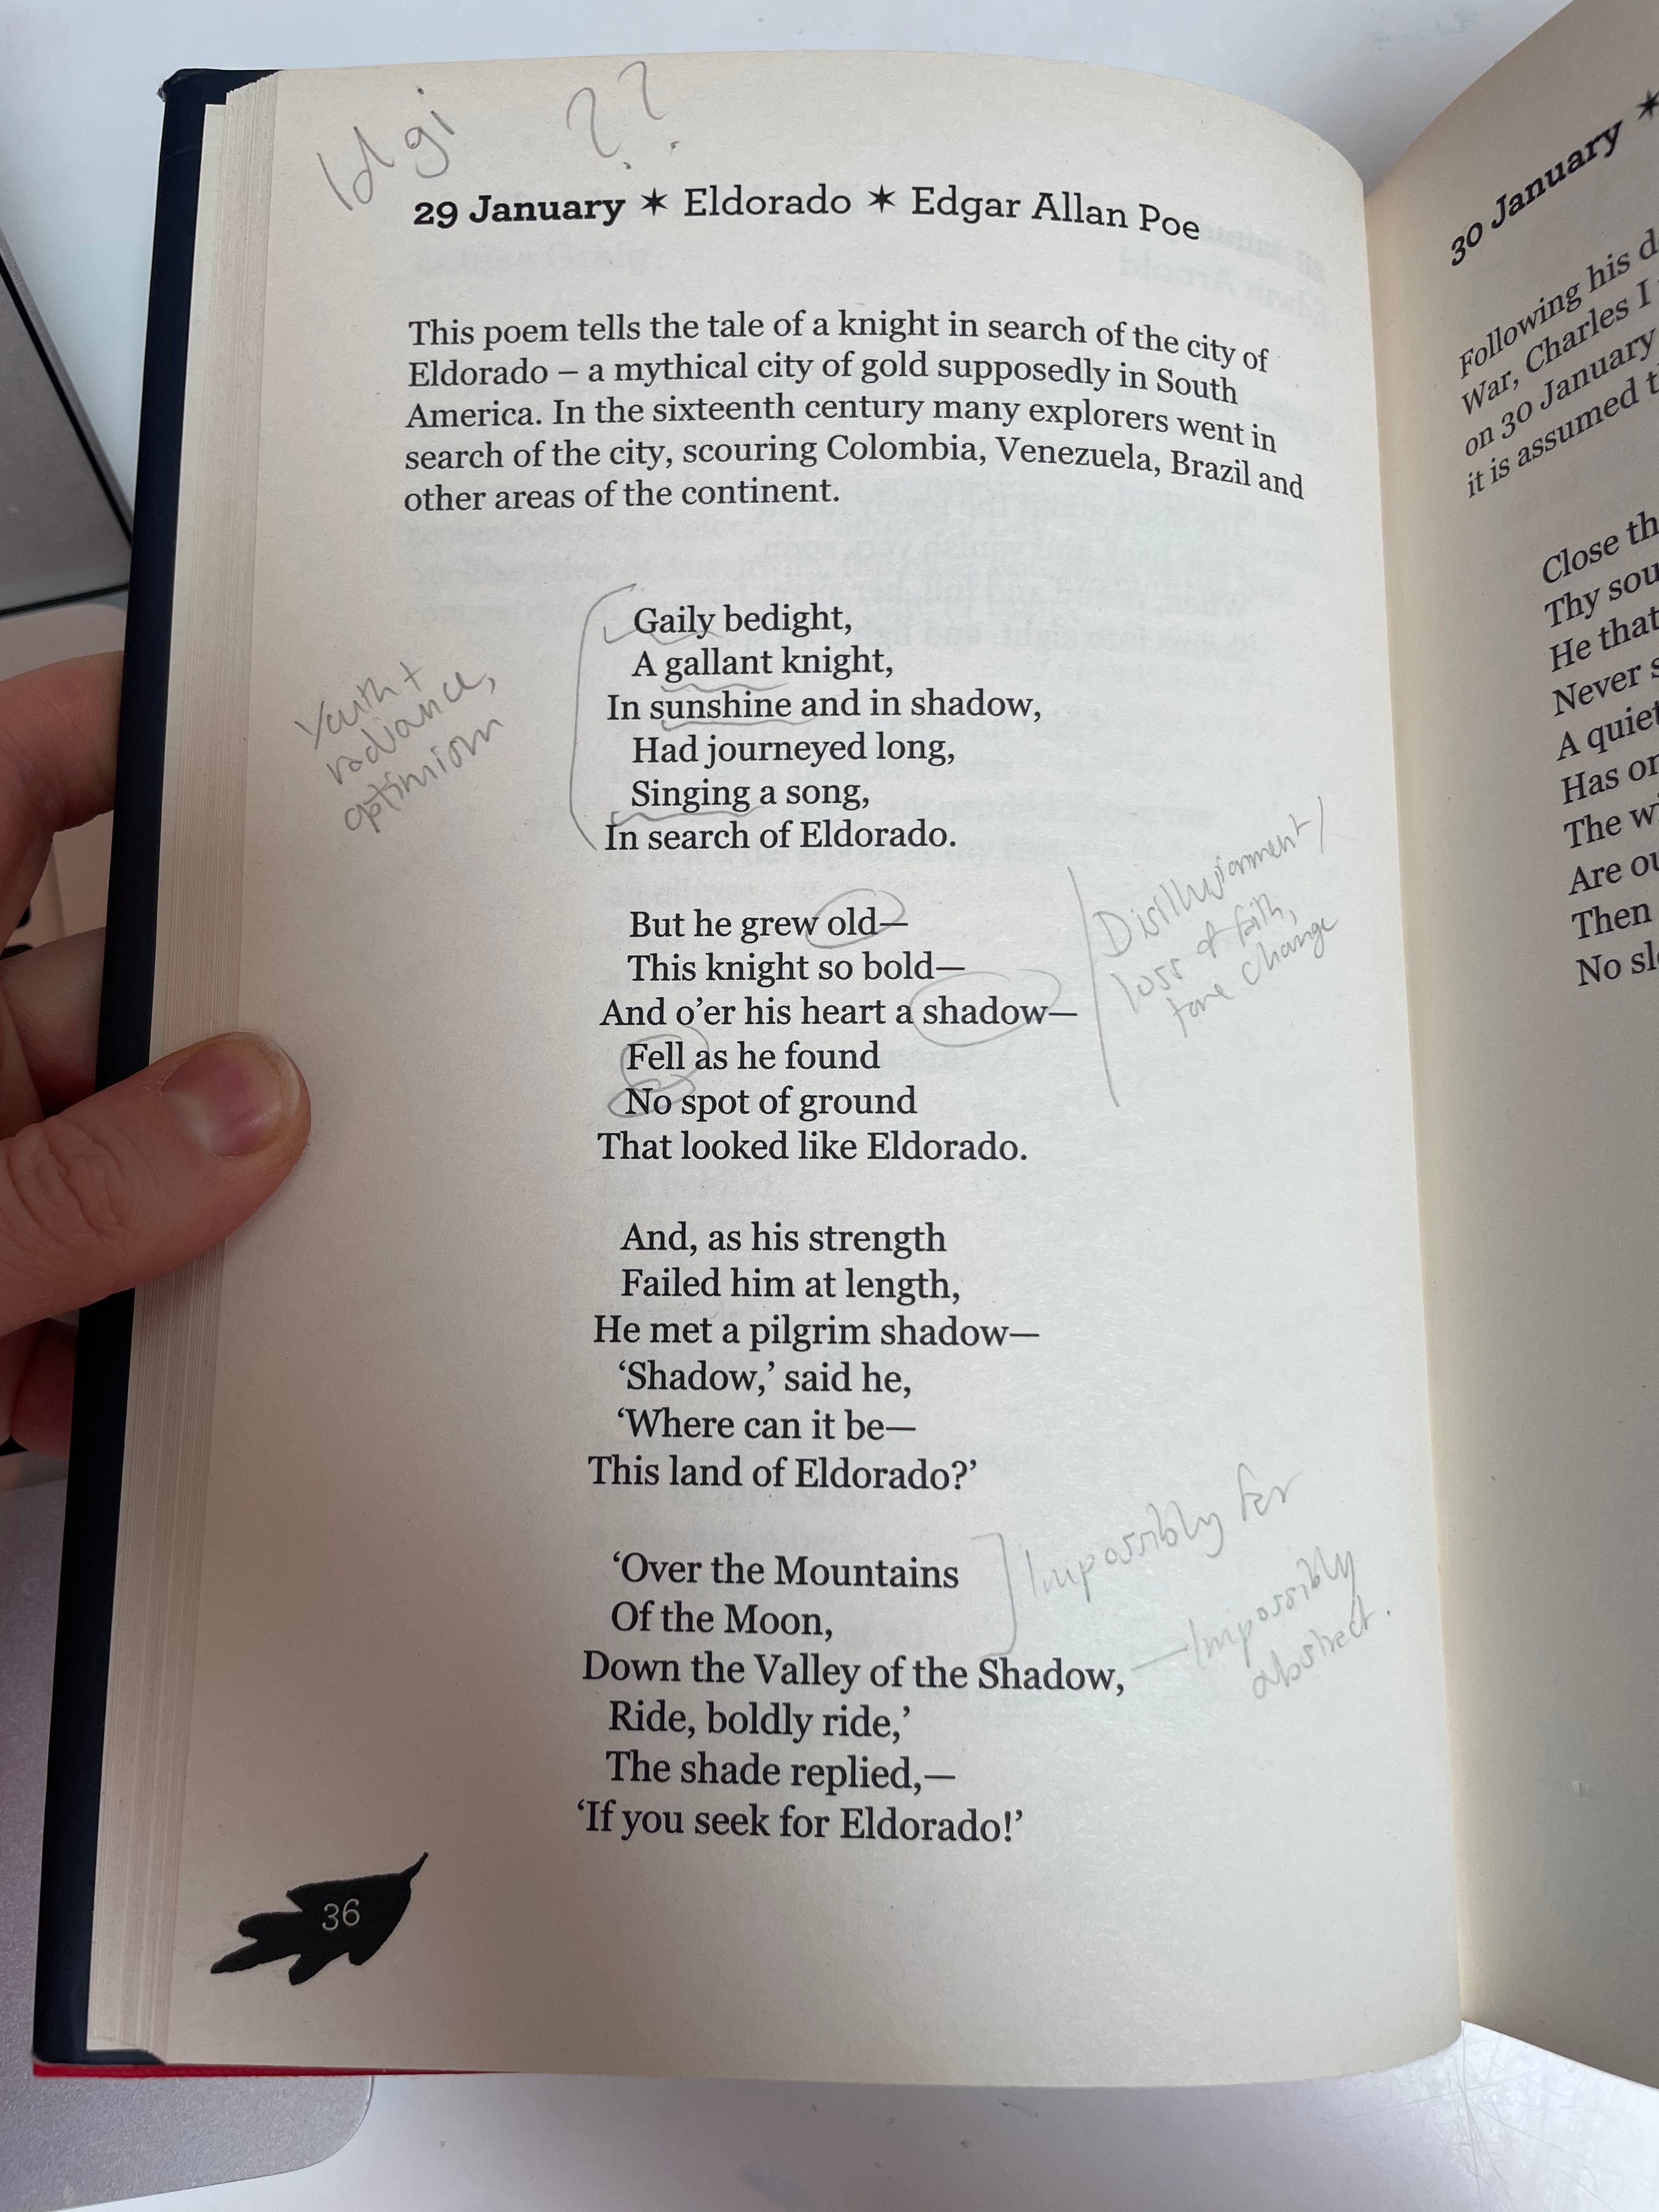 Idgi ??
29 January ✶ Eldorado ✶ Edgar Allan Poe
This poem tells the tale of a knight in search of the city of
Eldorado – a mythical city of gold supposedly in South
America. In the sixteenth century many explorers went in
search of the city, scouring Colombia, Venezuela, Brazil and
other areas of the continent.
Gaily bedight,
A gallant knight,
In sunshine and in shadow,
Had journeyed long,
Singing a song,
In search of Eldorado.
Youth +
radiance,
optimism
But he grew old—
This knight so bold—
And o’er his heart a shadow—
Fell as he found
No spot of ground
That looked like Eldorado.
Disillusionment/
loss of faith,
tone change
And, as his strength
Failed him at length,
He met a pilgrim shadow—
‘Shadow,’ said he,
‘Where can it be—
This land of Eldorado?’
‘Over the Mountains
Of the Moon,
Down the Valley of the Shadow,
Ride, boldly ride,’
The shade replied,—
‘If you seek for Eldorado!’
Impossibly far
—Impossibly
abstract.
36
30 January ✶
Following his
War, Charles I
on 30 January
it is assumed
Close
Thy
He that
Never
A quiet
Has
The
Are
Then
No